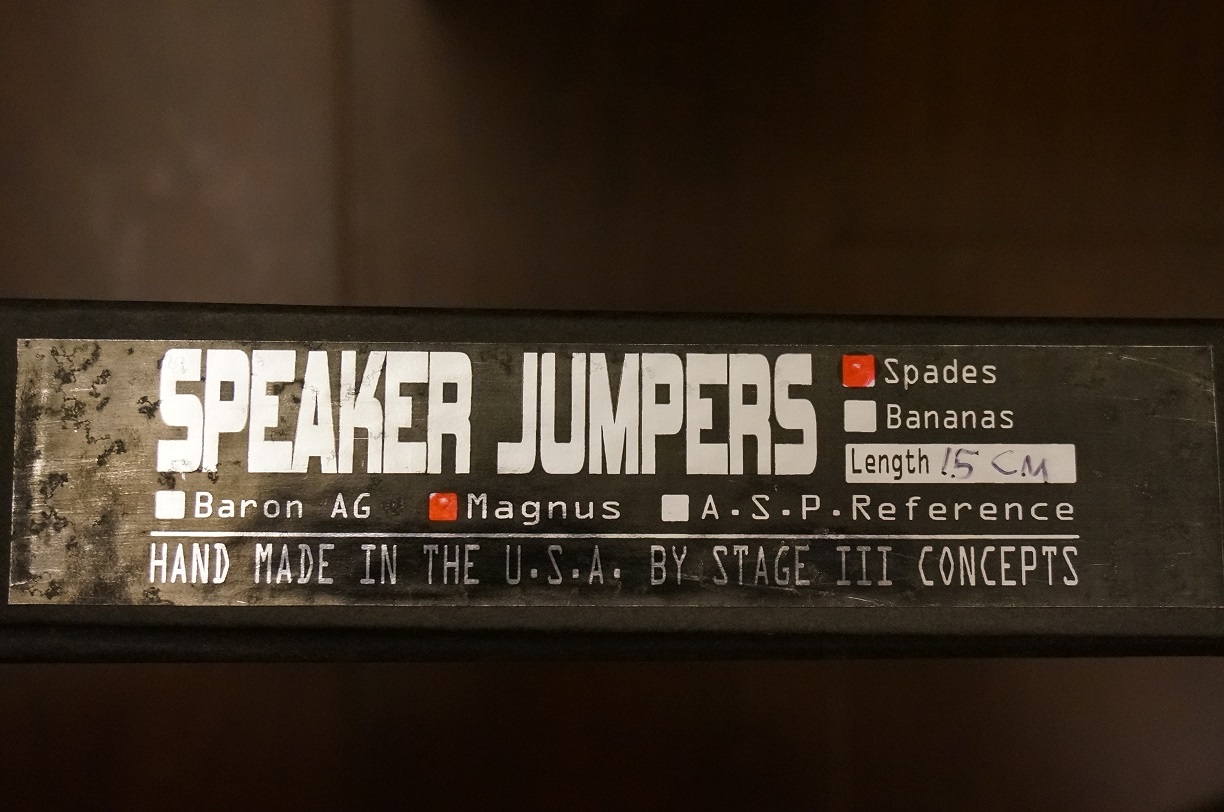 SPEAKER JUMPERS
Spades
Bananas
Length 15 CM
Baron AG Magnus A.S.P.Reference
HAND MADE IN THE U.S.A. BY STAGE III CONCEPTS